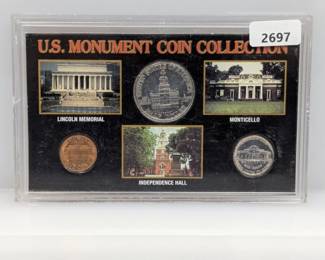 2697
U.S. MONUMENT COIN COLLECTION
LINCOLN MEMORIAL
MONTICELLO
INDEPENDENCE HALL